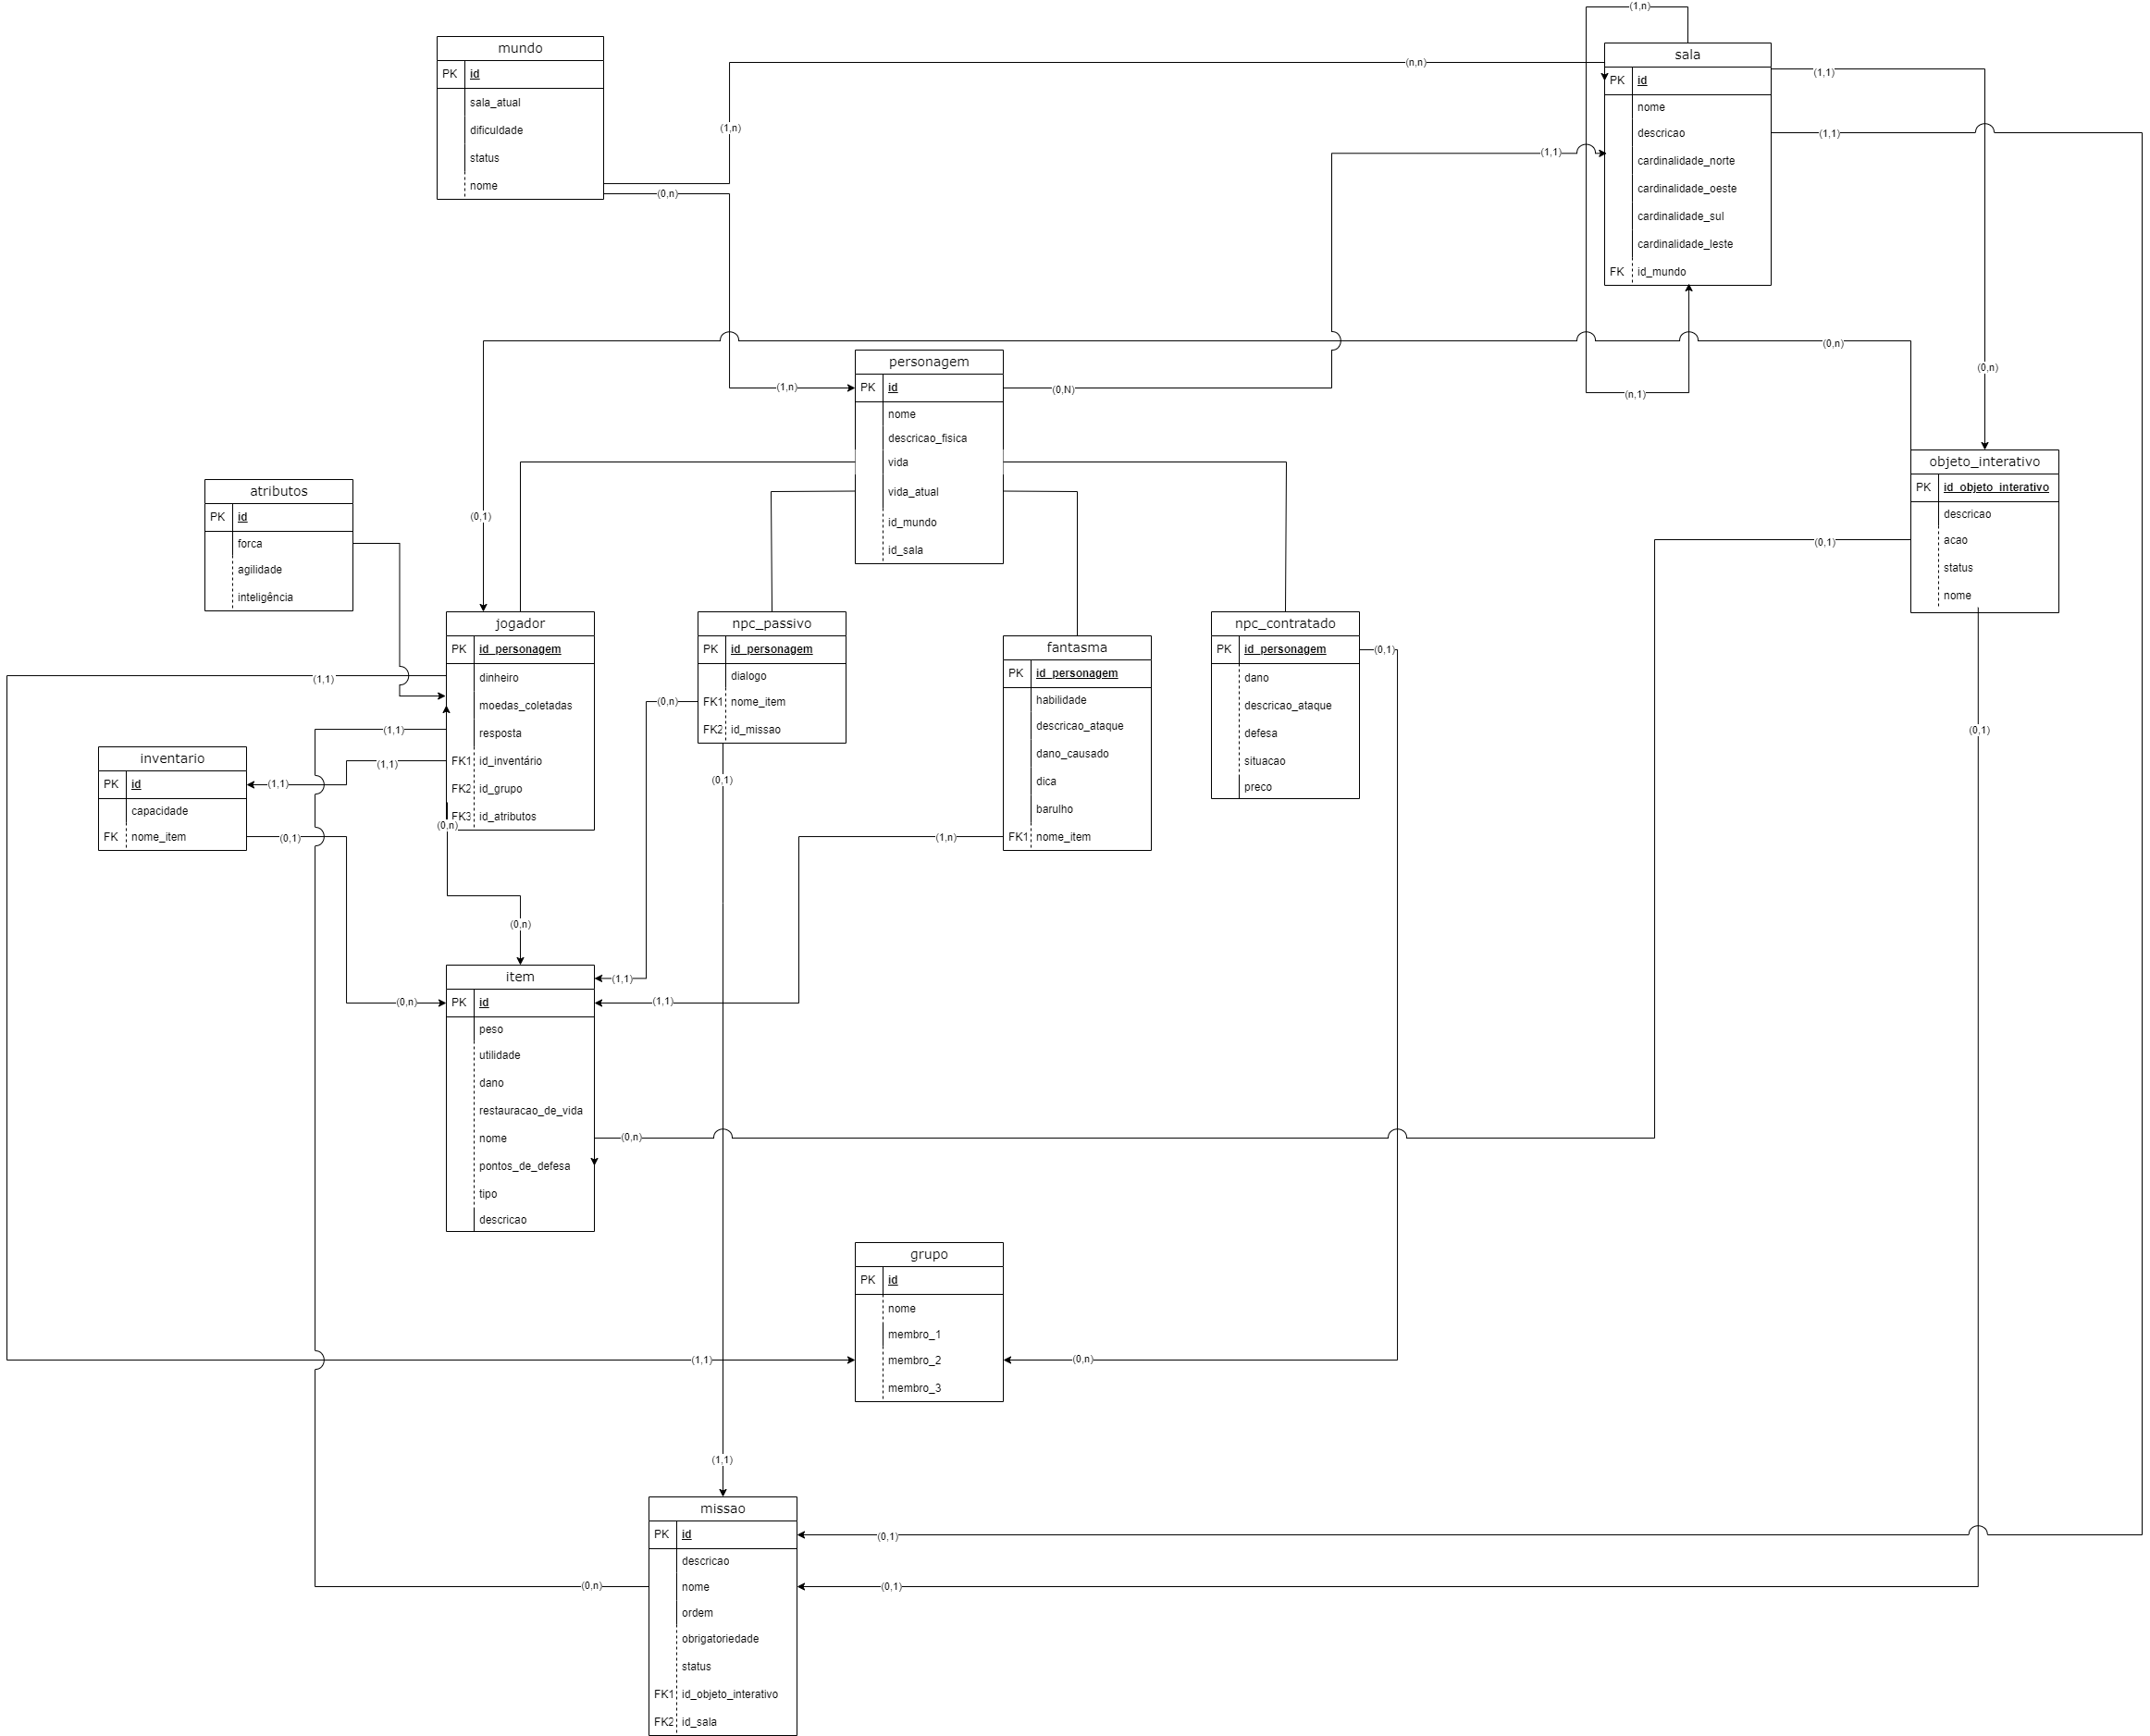 (1,n)
mundo
PK id
sala_atual
dificuldade
status
nome
(n,n)
(1,n)
(0,n)
sala
PK id
nome
descricao
cardinalidade_norte
cardinalidade_oeste
cardinalidade_sul
cardinalidade_leste
FK id_mundo
(1,1)
(1,1)
(1,1)
(0,n)
(0,n)
(n,1)
personagem
PK id
nome
descricao_fisica
vida
vida_atual
id_mundo
id_sala
(1,n)
(0,N)
atributos
PK id
forca
agilidade
inteligência
(0,1)
objeto_interativo
PK id_objeto_interativo
descricao
acao
status
nome
(0,1)
jogador
PK id_personagem
dinheiro
moedas_coletadas
resposta
FK1 id_inventário
FK2 id_grupo
FK3 id_atributos
(1,1)
(1,1)
(1,1)
(0,n)
npc_passivo
PK id_personagem
dialogo
FK1 nome_item
FK2 id_missao
(0,n)
(0,1)
fantasma
PK id_personagem
habilidade
descricao_ataque
dano_causado
dica
barulho
FK1 nome_item
(1,n)
npc_contratado
PK id_personagem
dano
descricao_ataque
defesa
situacao
preco
(0,1)
(0,1)
inventario
PK id
capacidade
FK nome_item
(1,1)
(0,1)
(0,n)
(1,1)
(1,1)
(0,n)
item
PK id
peso
utilidade
dano
restauracao_de_vida
nome
pontos_de_defesa
tipo
descricao
(0,n)
grupo
PK id
nome
membro_1
membro_2
membro_3
(1,1)
(0,n)
(1,1)
missao
PK id
descricao
nome
ordem
obrigatoriedade
status
FK1 id_objeto_interativo
FK2 id_sala
(0,1)
(0,1)
(0,n)